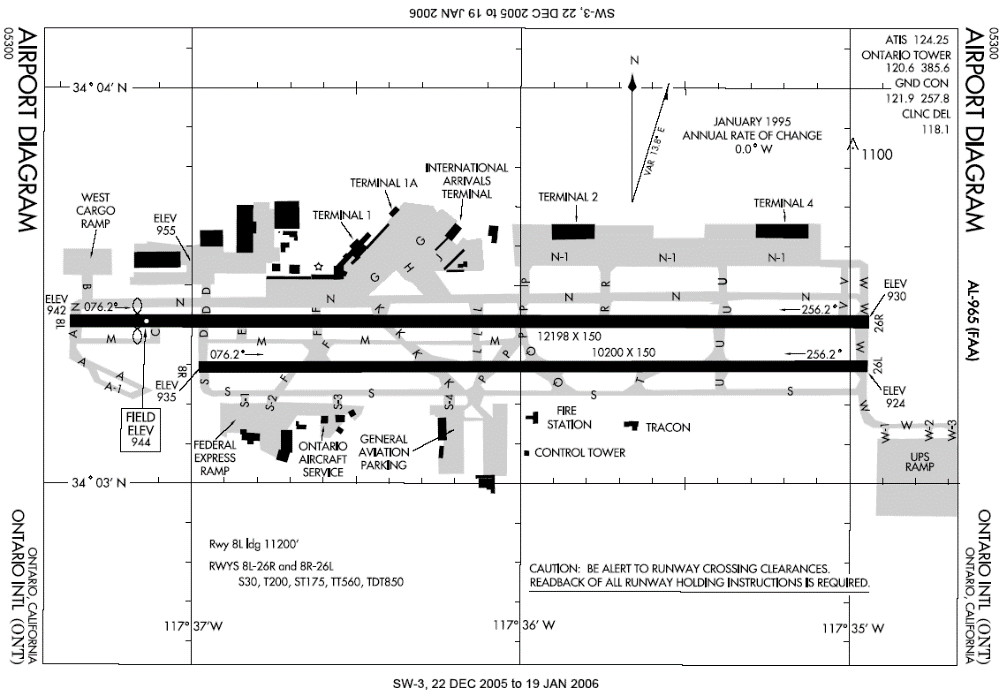 SW-3, 22 DEC 2005 to 19 JAN 2006
05300
AIRPORT DIAGRAM
05300
AIRPORT DIAGRAM
AL-965 (FAA)
ATIS 124.25
ONTARIO TOWER
120.6 385.6
GND CON
121.9 257.8
CLNC DEL
118.1
34° 04' N
N
VAR 13.8° E
JANUARY 1995
ANNUAL RATE OF CHANGE
0.0° W
1100
WEST
CARGO
RAMP
ELEV
955
TERMINAL 1
TERMINAL 1A
INTERNATIONAL
ARRIVALS
TERMINAL
TERMINAL 2
TERMINAL 4
N-1
N-1
N-1
G
G
H
J
B
D
D
D
D
N
N
N
N
F
F
F
K
K
K
K
L
L
L
L
P
P
P
P
P
R
R
R
U
U
U
U
V
V
W
W
W
W
W
ELEV
942
8L
076.2°
ELEV
930
256.2°
26R
12198 X 150
A
A
A
A
A-1
M
C
E
M
M
M
076.2°
10200 X 150
256.2°
8R
26L
ELEV
935
ELEV
924
S
S
S
S
S
S
F
K
P
Q
Q
T
S-1
S-2
S-3
S-4
W
W-1
W-2
W-3
FIELD
ELEV
944
FEDERAL
EXPRESS
RAMP
ONTARIO
AIRCRAFT
SERVICE
GENERAL
AVIATION
PARKING
FIRE
STATION
TRACON
CONTROL TOWER
UPS
RAMP
34° 03' N
Rwy 8L ldg 11200'
RWYS 8L-26R and 8R-26L
S30, T200, ST175, TT560, TDT850
CAUTION: BE ALERT TO RUNWAY CROSSING CLEARANCES.
READBACK OF ALL RUNWAY HOLDING INSTRUCTIONS IS REQUIRED.
117° 37' W
117° 36' W
117° 35' W
ONTARIO, CALIFORNIA
ONTARIO INTL (ONT)
ONTARIO INTL (ONT)
ONTARIO, CALIFORNIA
SW-3, 22 DEC 2005 to 19 JAN 2006